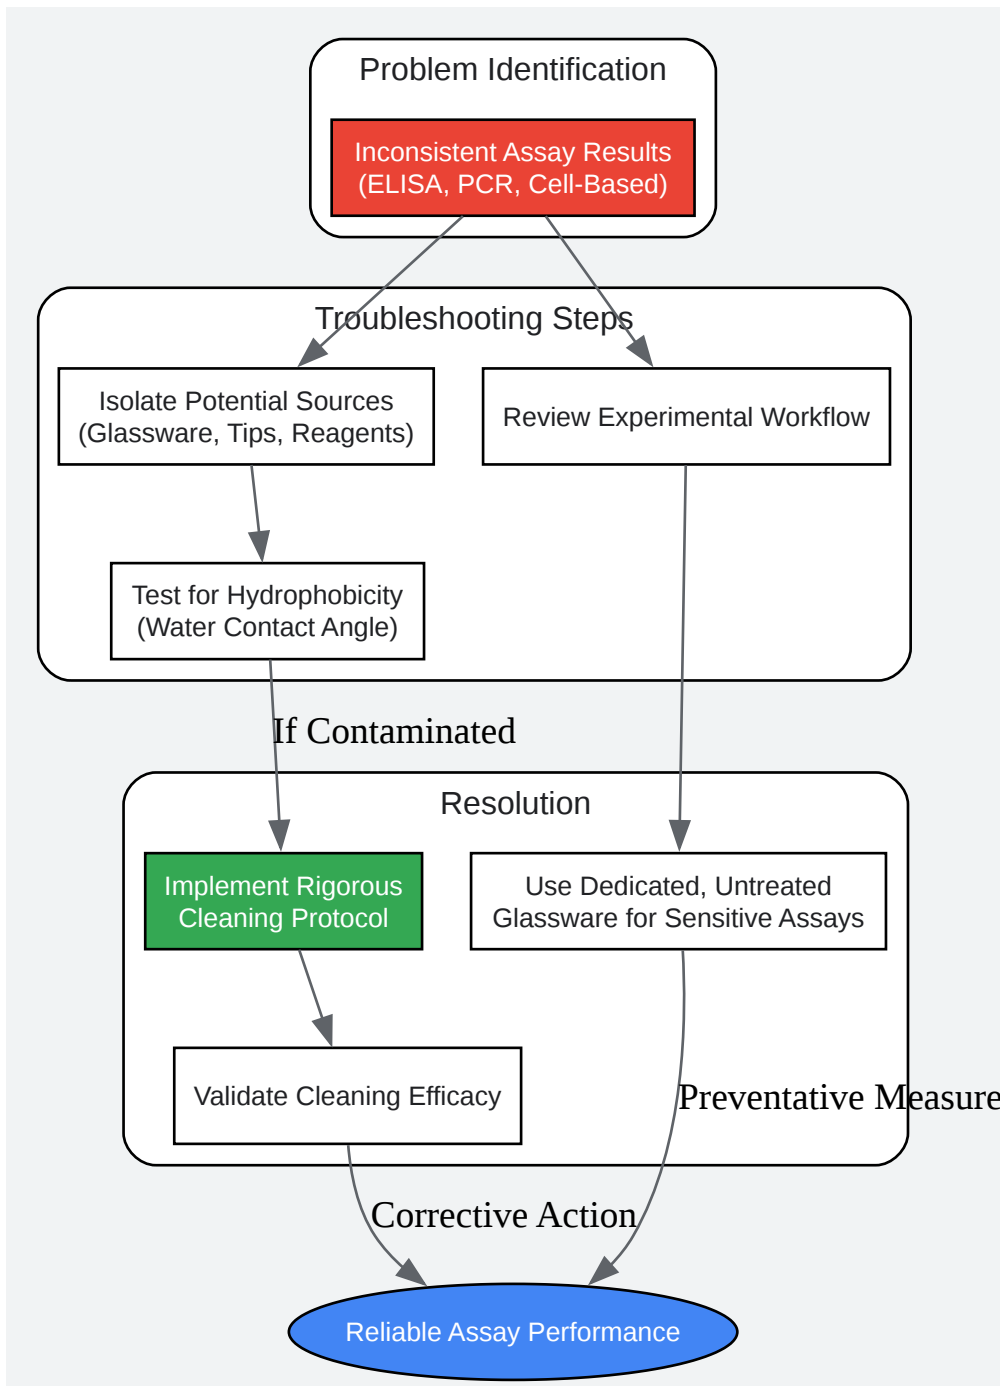 Problem Identification
Inconsistent Assay Results
(ELISA, PCR, Cell-Based)
Troubleshooting Steps
Isolate Potential Sources
(Glassware, Tips, Reagents)
Review Experimental Workflow
Test for Hydrophobicity
(Water Contact Angle)
If Contaminated
Resolution
Implement Rigorous
Cleaning Protocol
Use Dedicated, Untreated
Glassware for Sensitive Assays
Validate Cleaning Efficacy
Preventative Measure
Corrective Action
Reliable Assay Performance